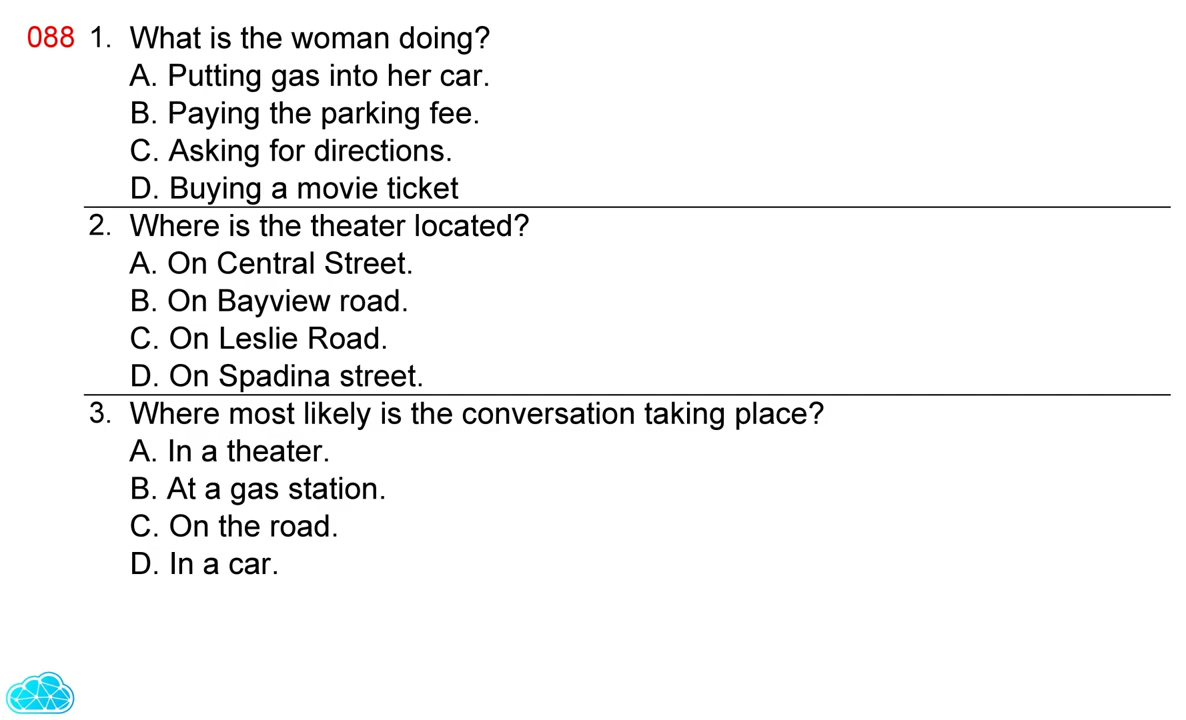 088 1. What is the woman doing?
A. Putting gas into her car.
B. Paying the parking fee.
C. Asking for directions.
D. Buying a movie ticket
2. Where is the theater located?
A. On Central Street.
B. On Bayview road.
C. On Leslie Road.
D. On Spadina street.
3. Where most likely is the conversation taking place?
A. In a theater.
B. At a gas station.
C. On the road.
D. In a car.